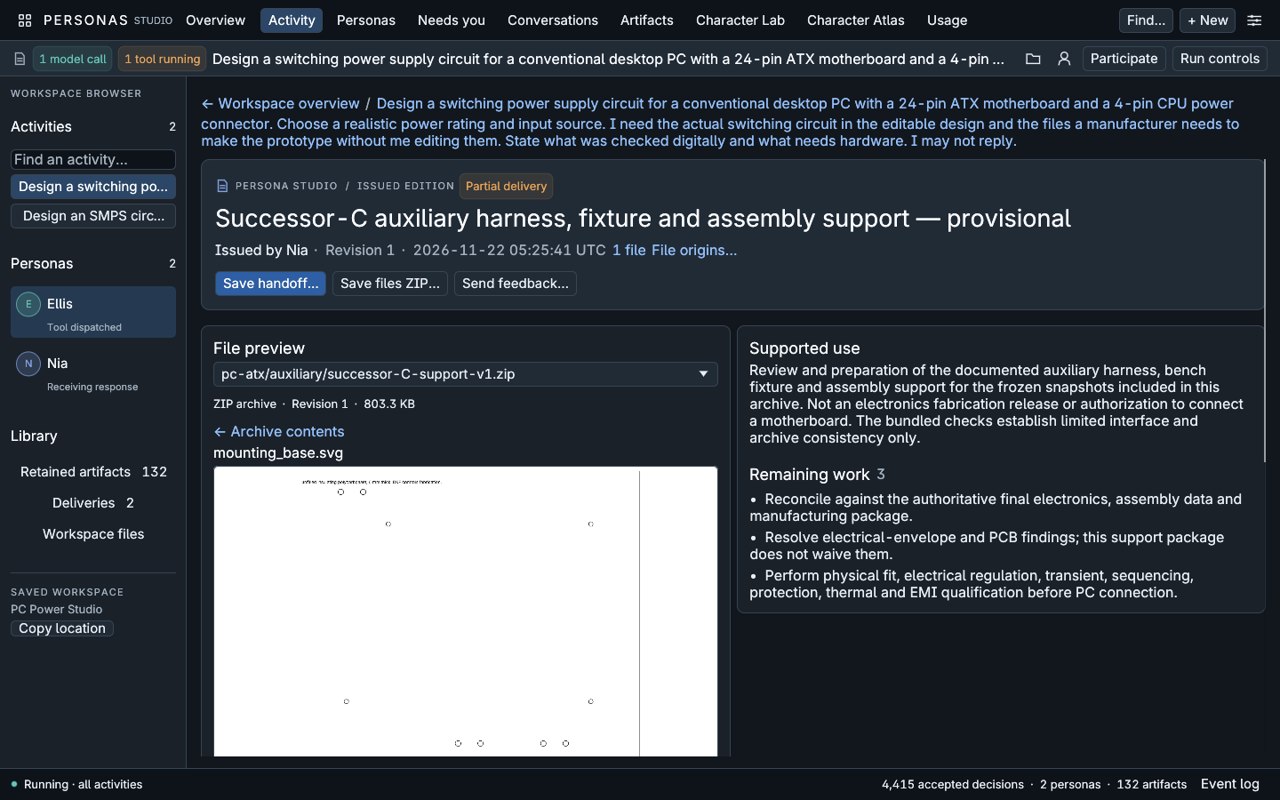 PERSONAS STUDIO Overview Activity Personas Needs you Conversations Artifacts Character Lab Character Atlas Usage Find... + New
1 model call 1 tool running Design a switching power supply circuit for a conventional desktop PC with a 24-pin ATX motherboard and a 4-pin ... Participate Run controls
WORKSPACE BROWSER
Activities 2
Find an activity...
Design a switching po...
Design an SMPS circ...
Personas 2
E Ellis
Tool dispatched
N Nia
Receiving response
Library
Retained artifacts 132
Deliveries 2
Workspace files
SAVED WORKSPACE
PC Power Studio
Copy location
← Workspace overview / Design a switching power supply circuit for a conventional desktop PC with a 24-pin ATX motherboard and a 4-pin CPU power
connector. Choose a realistic power rating and input source. I need the actual switching circuit in the editable design and the files a manufacturer needs to
make the prototype without me editing them. State what was checked digitally and what needs hardware. I may not reply.
PERSONA STUDIO / ISSUED EDITION Partial delivery
Successor-C auxiliary harness, fixture and assembly support — provisional
Issued by Nia · Revision 1 · 2026-11-22 05:25:41 UTC 1 file File origins...
Save handoff... Save files ZIP... Send feedback...
File preview
pc-atx/auxiliary/successor-C-support-v1.zip
ZIP archive · Revision 1 · 803.3 KB
← Archive contents
mounting_base.svg
Supported use
Review and preparation of the documented auxiliary harness, bench
fixture and assembly support for the frozen snapshots included in this
archive. Not an electronics fabrication release or authorization to connect
a motherboard. The bundled checks establish limited interface and
archive consistency only.
Remaining work 3
• Reconcile against the authoritative final electronics, assembly data and
manufacturing package.
• Resolve electrical-envelope and PCB findings; this support package
does not waive them.
• Perform physical fit, electrical regulation, transient, sequencing,
protection, thermal and EMI qualification before PC connection.
Running · all activities
4,415 accepted decisions · 2 personas · 132 artifacts Event log